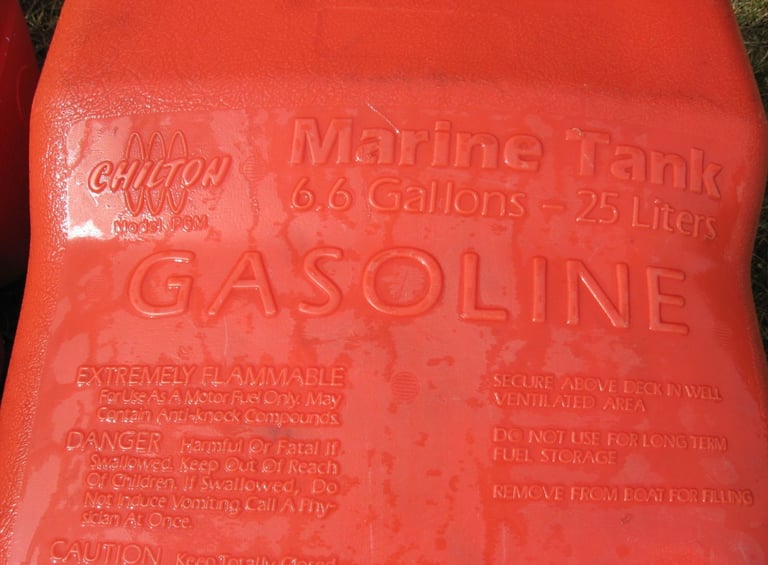 CHILTON
Model P6M
Marine Tank
6.6 Gallons – 25 Liters
GASOLINE
EXTREMELY FLAMMABLE
For Use As A Motor Fuel Only. May
Contain Anti-knock Compounds.
DANGER Harmful Or Fatal If
Swallowed. Keep Out Of Reach
Of Children. If Swallowed, Do
Not Induce Vomiting. Call A Phy-
sician At Once.
CAUTION Keep Totally Closed
SECURE ABOVE DECK IN WELL
VENTILATED AREA
DO NOT USE FOR LONG TERM
FUEL STORAGE
REMOVE FROM BOAT FOR FILLING